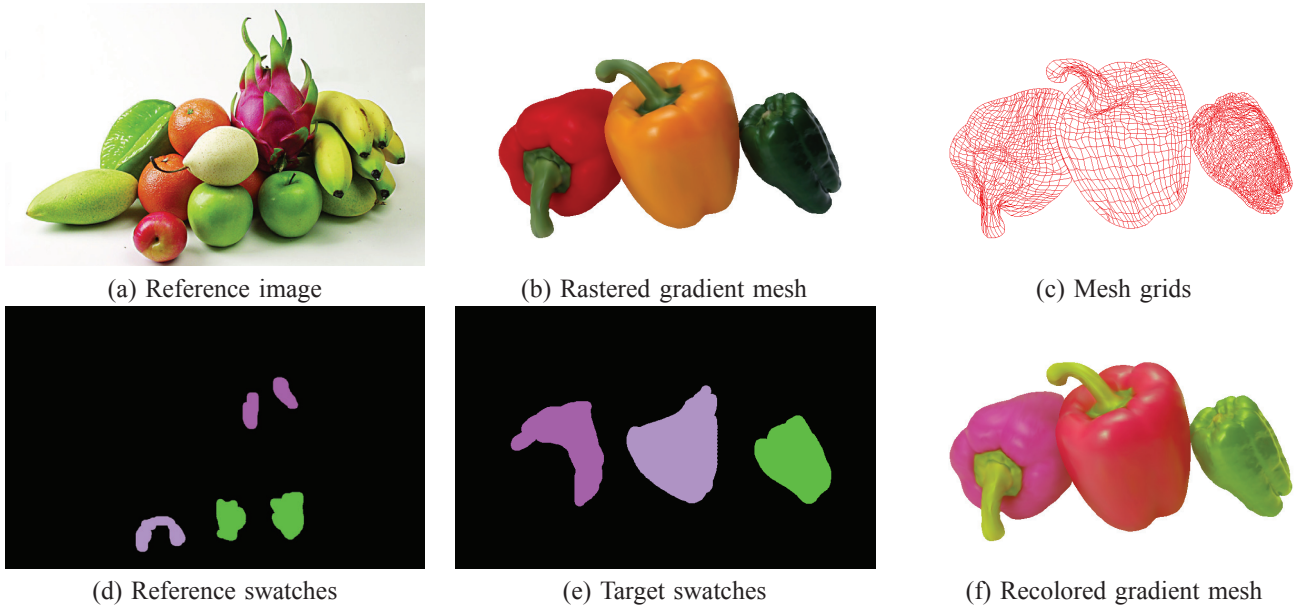 (a) Reference image
(b) Rastered gradient mesh
(c) Mesh grids
(d) Reference swatches
(e) Target swatches
(f) Recolored gradient mesh